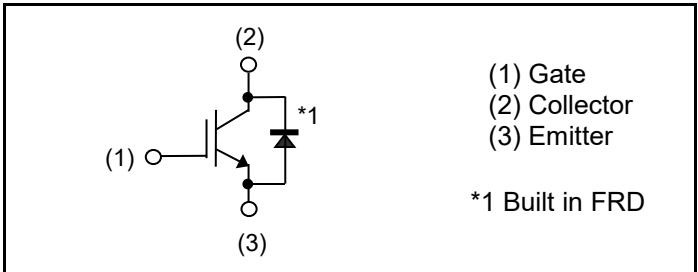 (2)
*1
(1)
(3)
(1) Gate
(2) Collector
(3) Emitter
*1 Built in FRD